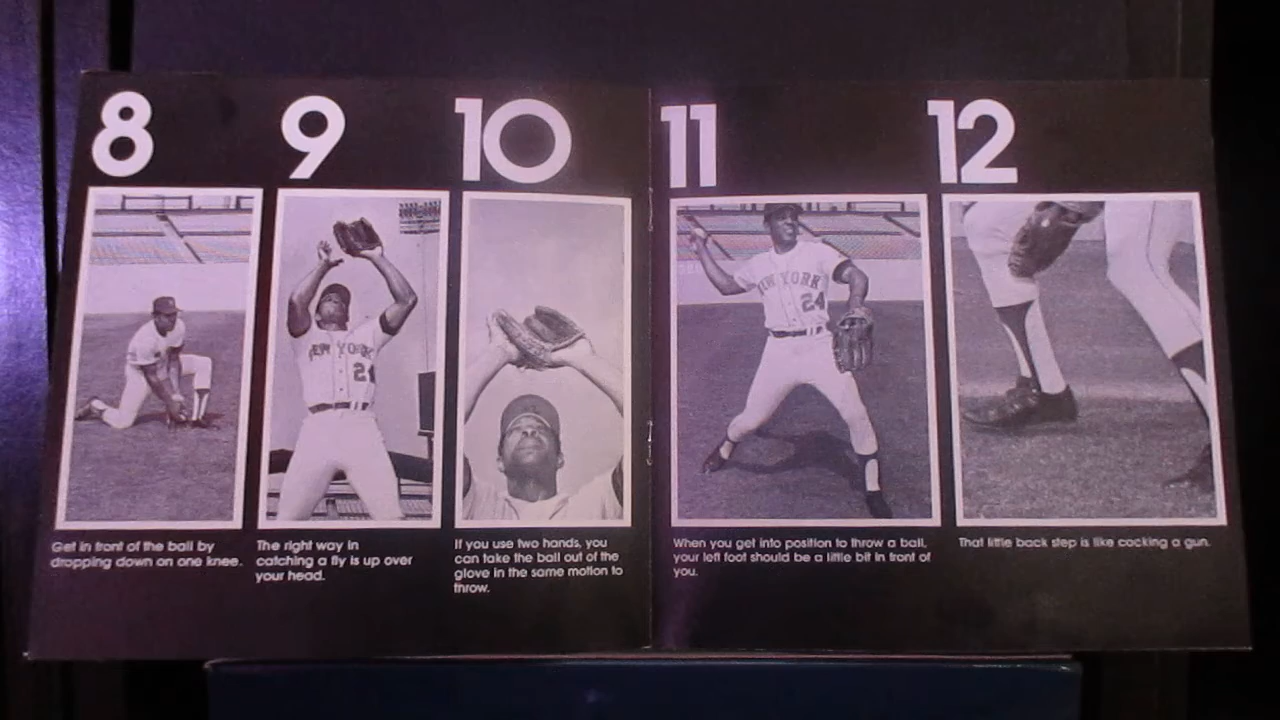 8
9
10
11
12
NEW YORK
24
NEW YORK
24
Get in front of the ball by
dropping down on one knee.
The right way in
catching a fly is up over
your head.
If you use two hands, you
can take the ball out of the
glove in the same motion to
throw.
When you get into position to throw a ball,
your left foot should be a little bit in front of
you.
That little back step is like cocking a gun.